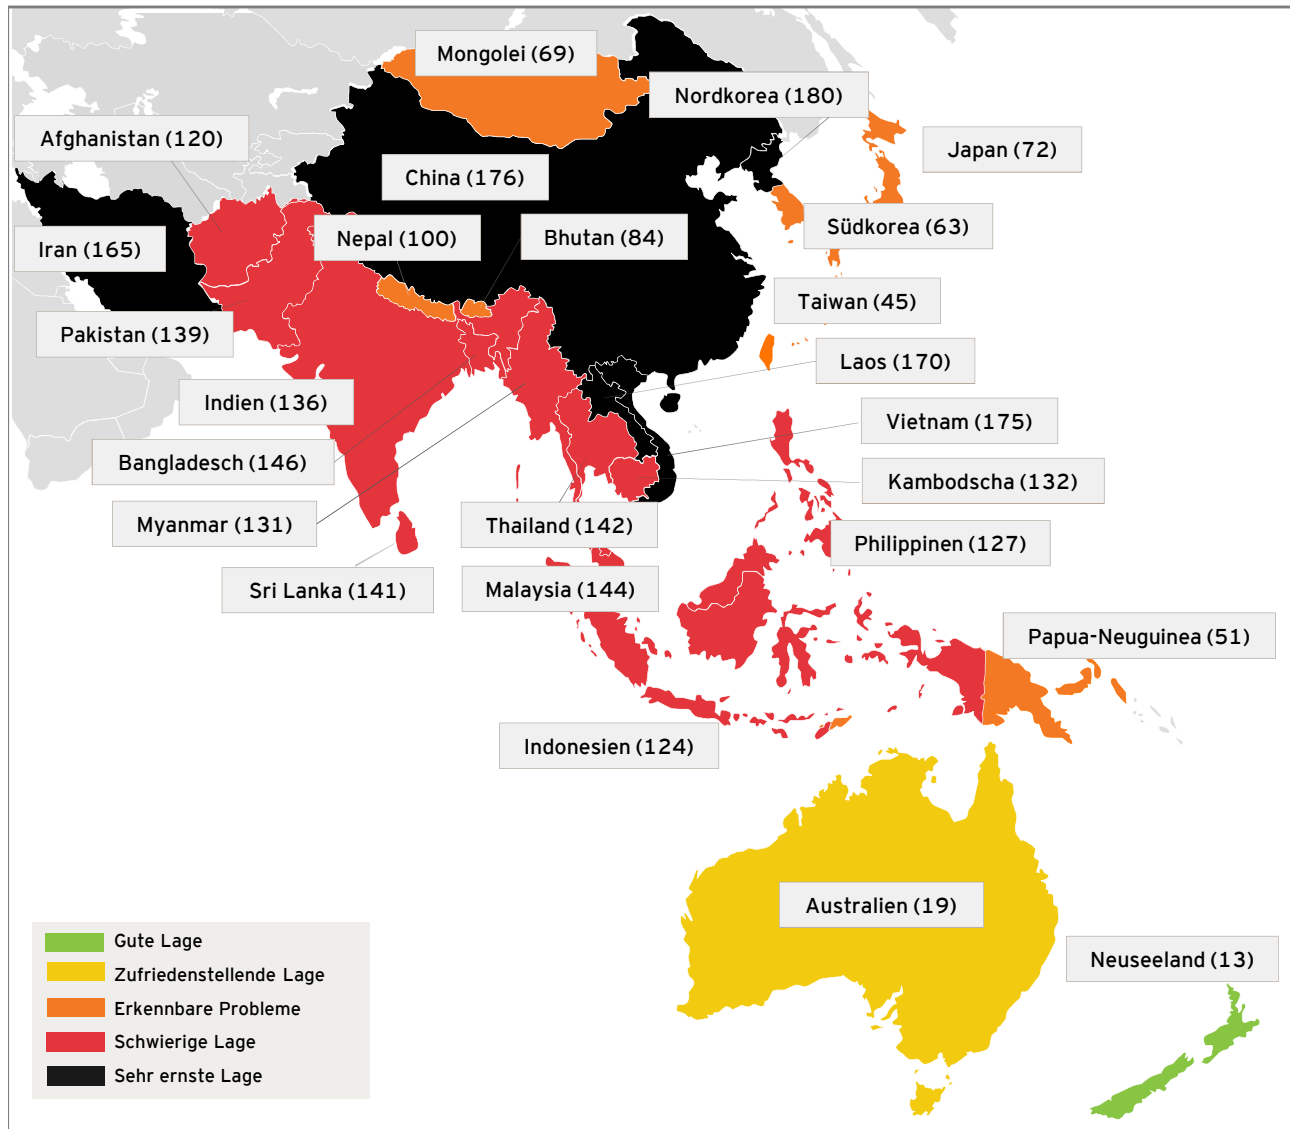 Mongolei (69)
Nordkorea (180)
Afghanistan (120)
Japan (72)
China (176)
Südkorea (63)
Nepal (100)
Bhutan (84)
Iran (165)
Taiwan (45)
Pakistan (139)
Laos (170)
Indien (136)
Vietnam (175)
Bangladesch (146)
Kambodscha (132)
Myanmar (131)
Thailand (142)
Philippinen (127)
Sri Lanka (141)
Malaysia (144)
Papua-Neuguinea (51)
Indonesien (124)
Australien (19)
Neuseeland (13)
Gute Lage
Zufriedenstellende Lage
Erkennbare Probleme
Schwierige Lage
Sehr ernste Lage